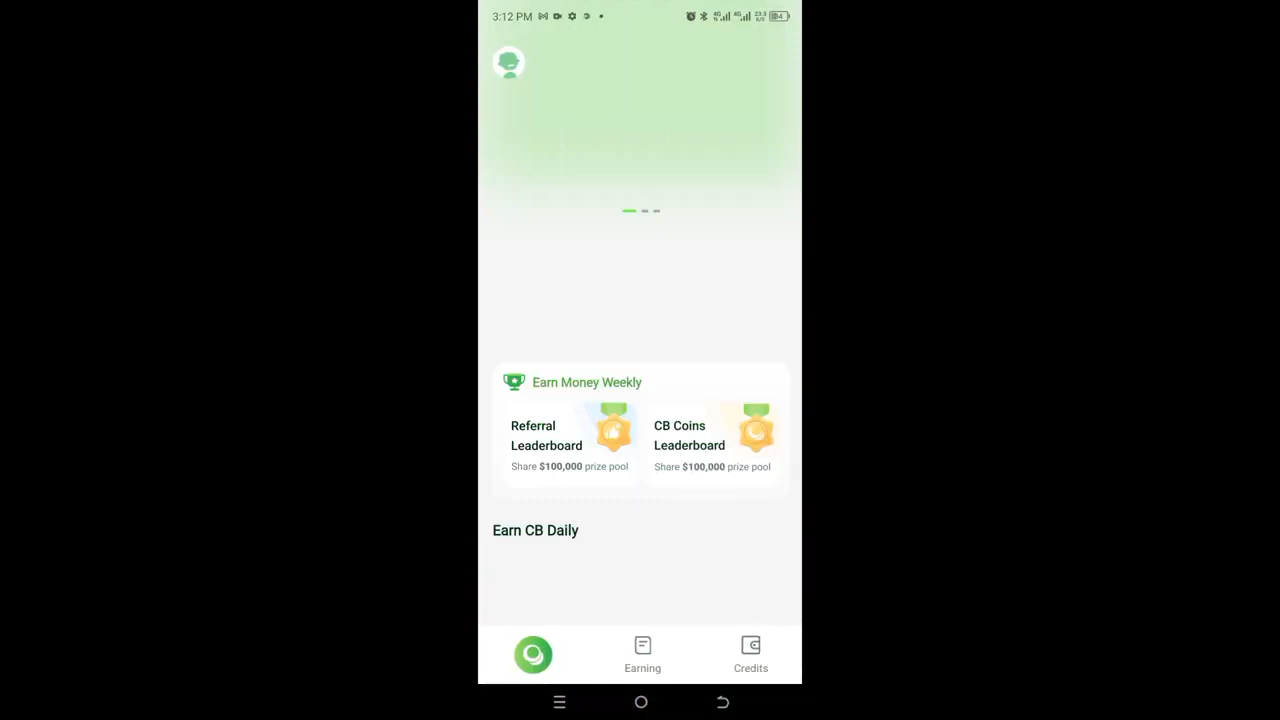 3:12 PM
Earn Money Weekly
Referral
Leaderboard
Share $100,000 prize pool
CB Coins
Leaderboard
Share $100,000 prize pool
Earn CB Daily
Earning
Credits